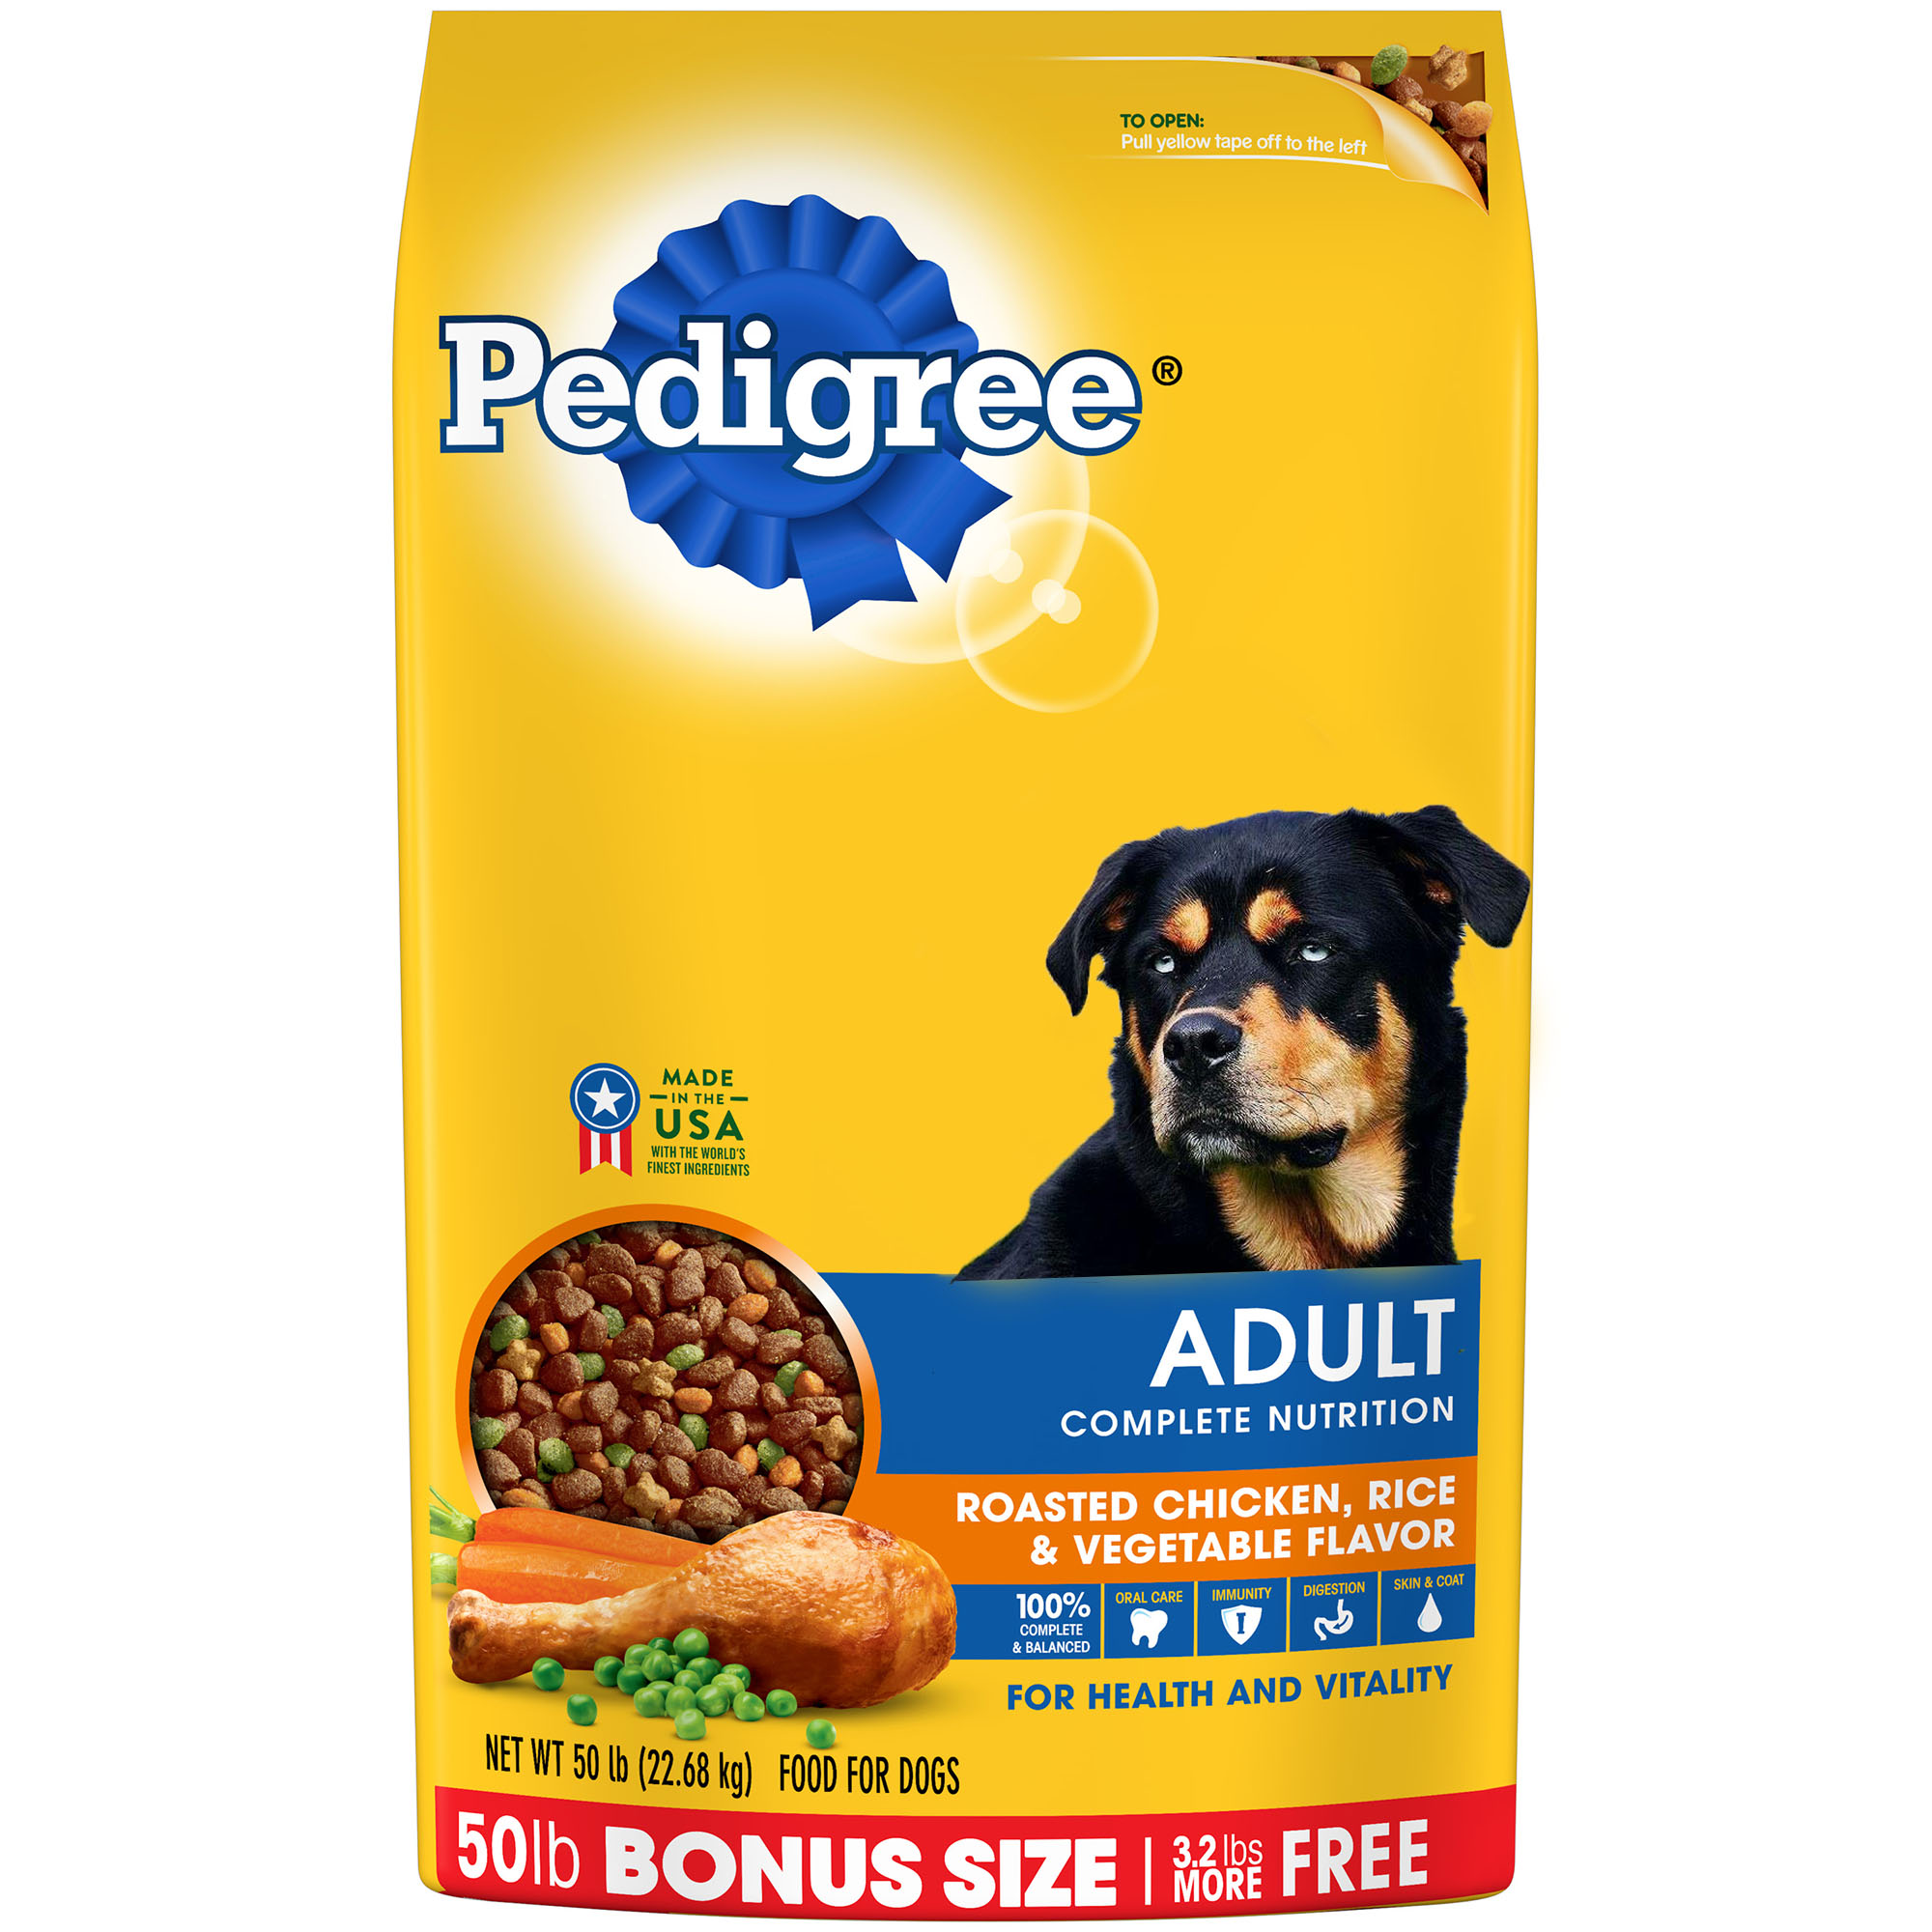 TO OPEN:
Pull yellow tape off to the left
Pedigree®
MADE
IN THE
USA
WITH THE WORLD'S
FINEST INGREDIENTS
ADULT
COMPLETE NUTRITION
ROASTED CHICKEN, RICE
& VEGETABLE FLAVOR
100%
COMPLETE
& BALANCED
ORAL CARE
IMMUNITY
I
DIGESTION
SKIN & COAT
FOR HEALTH AND VITALITY
NET WT 50 lb (22.68 kg) FOOD FOR DOGS
50lb BONUS SIZE | 3.2 lbs
MORE FREE